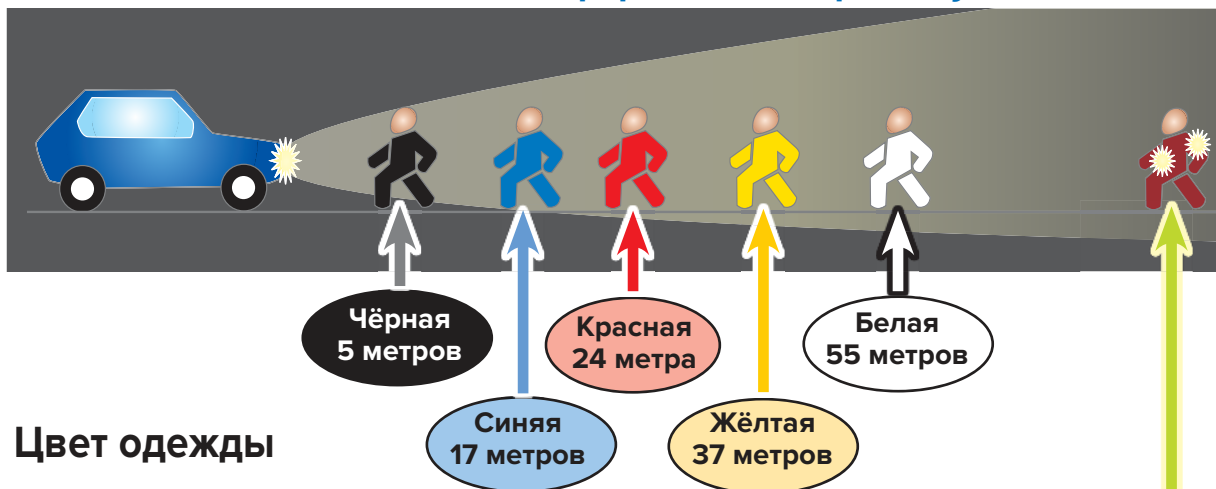 Чёрная
5 метров
Красная
24 метра
Белая
55 метров
Синяя
17 метров
Жёлтая
37 метров
Цвет одежды